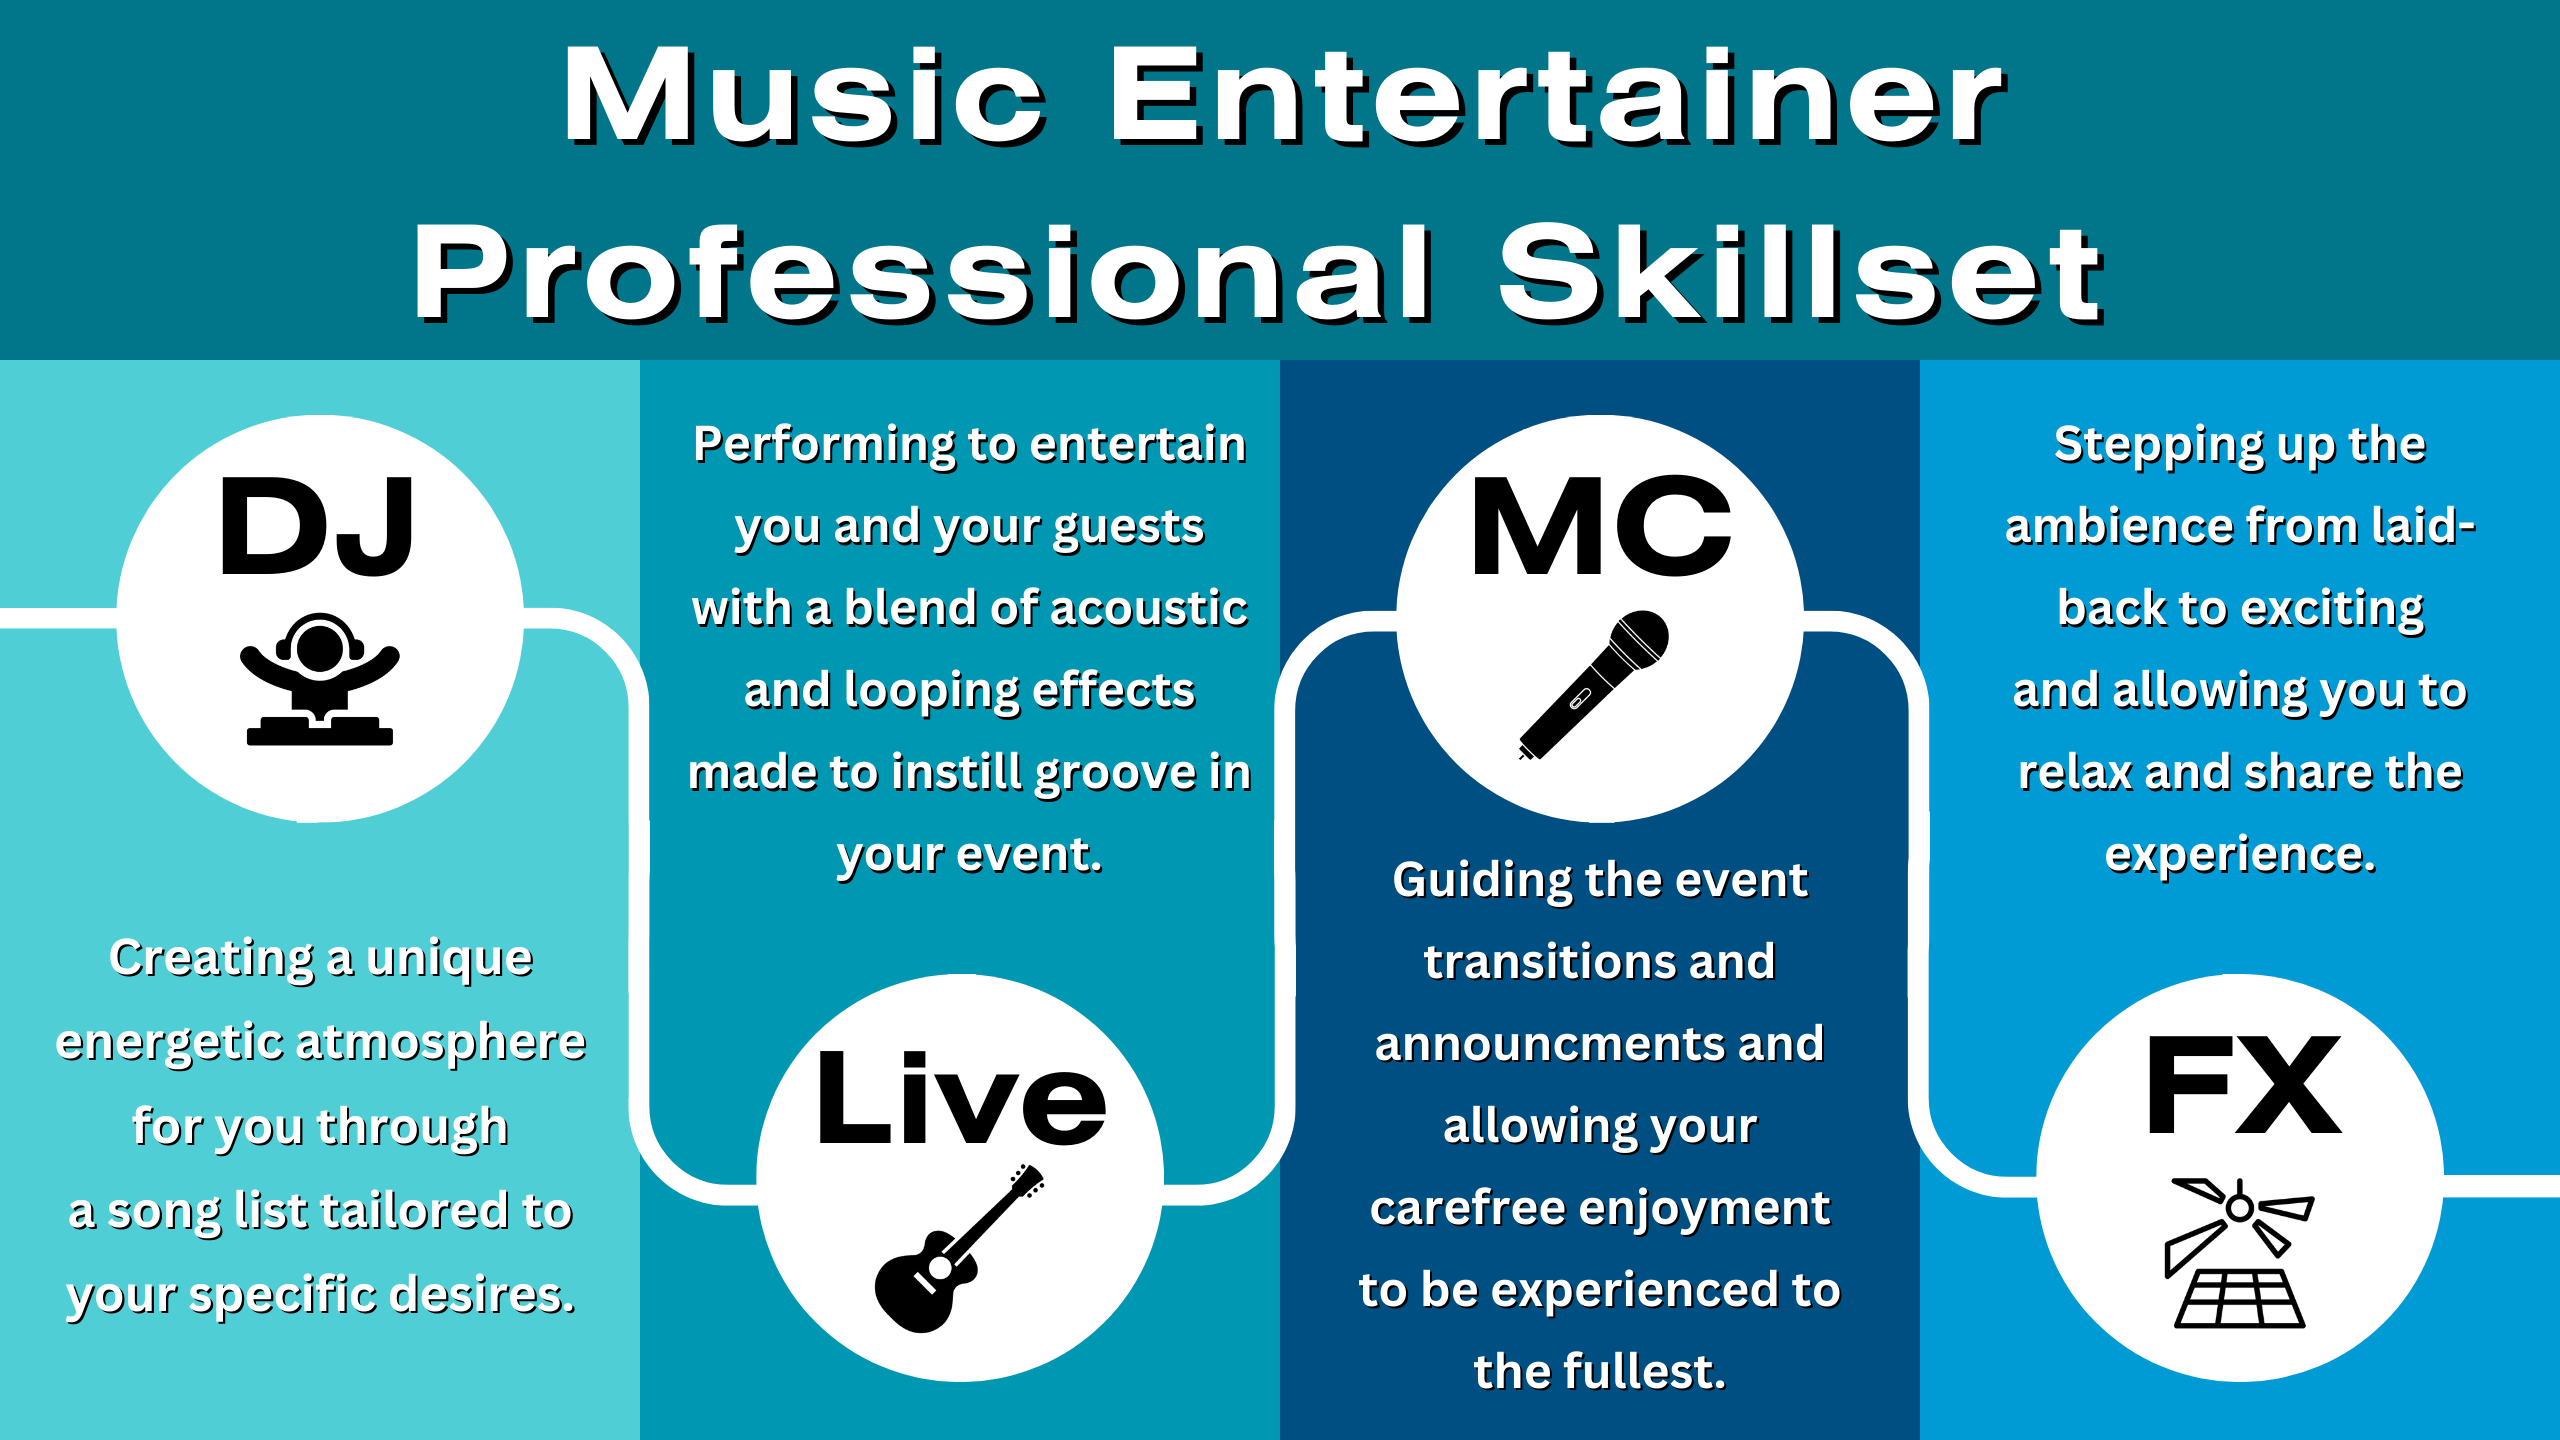 Music Entertainer
Professional Skillset
DJ
Creating a unique
energetic atmosphere
for you through
a song list tailored to
your specific desires.
Performing to entertain
you and your guests
with a blend of acoustic
and looping effects
made to instill groove in
your event.
Live
MC
Guiding the event
transitions and
announcments and
allowing your
carefree enjoyment
to be experienced to
the fullest.
Stepping up the
ambience from laid-
back to exciting
and allowing you to
relax and share the
experience.
FX